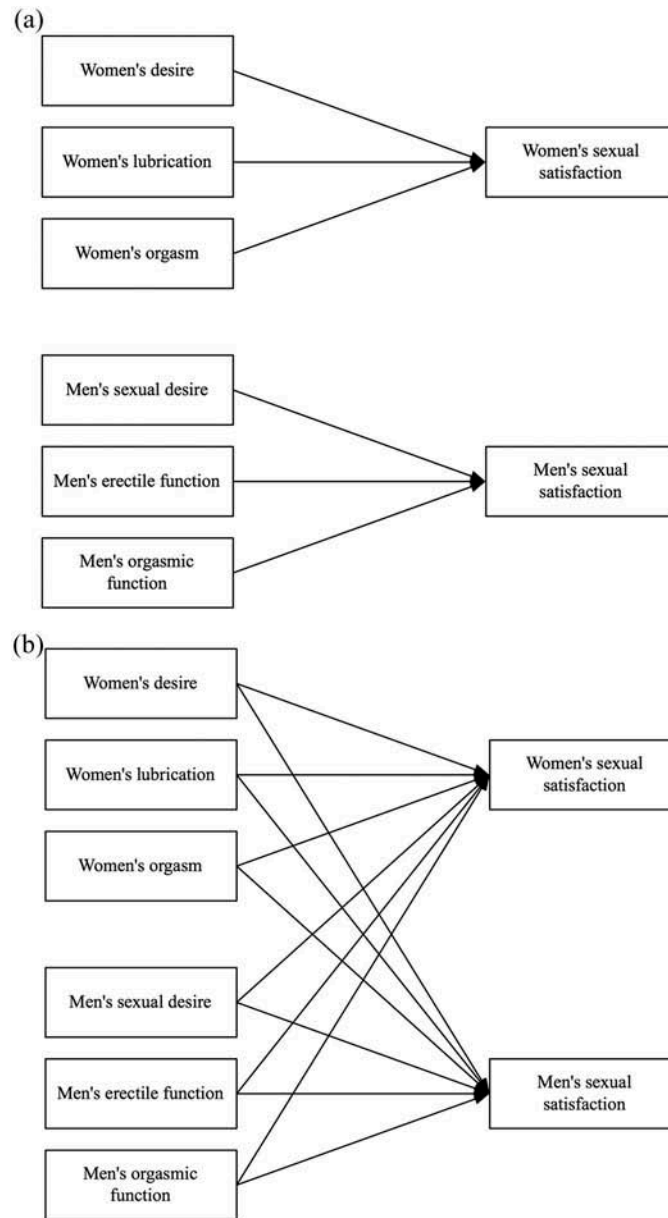 (a)
Women's desire
Women's lubrication
Women's sexual
satisfaction
Women's orgasm
Men's sexual desire
Men's erectile function
Men's sexual
satisfaction
Men's orgasmic
function
(b)
Women's desire
Women's lubrication
Women's sexual
satisfaction
Women's orgasm
Men's sexual desire
Men's erectile function
Men's sexual
satisfaction
Men's orgasmic
function